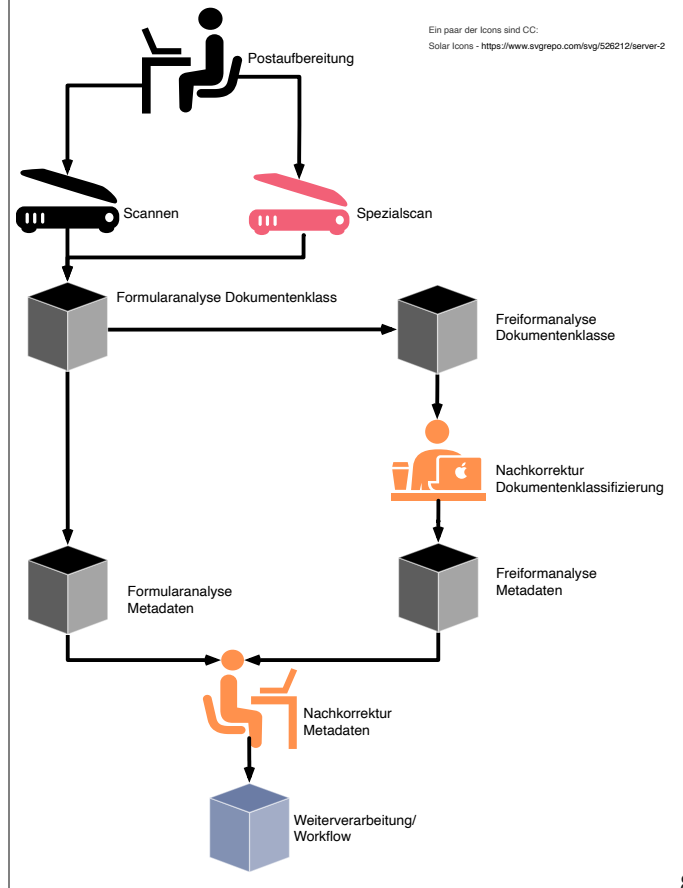 Ein paar der Icons sind CC:
Solar Icons - https://www.svgrepo.com/svg/526212/server-2
Postaufbereitung
Scannen
Spezialscan
Formularanalyse Dokumentenklass
Freiformanalyse
Dokumentenklasse
Nachkorrektur
Dokumentenklassifizierung
Formularanalyse
Metadaten
Freiformanalyse
Metadaten
Nachkorrektur
Metadaten
Weiterverarbeitung/
Workflow